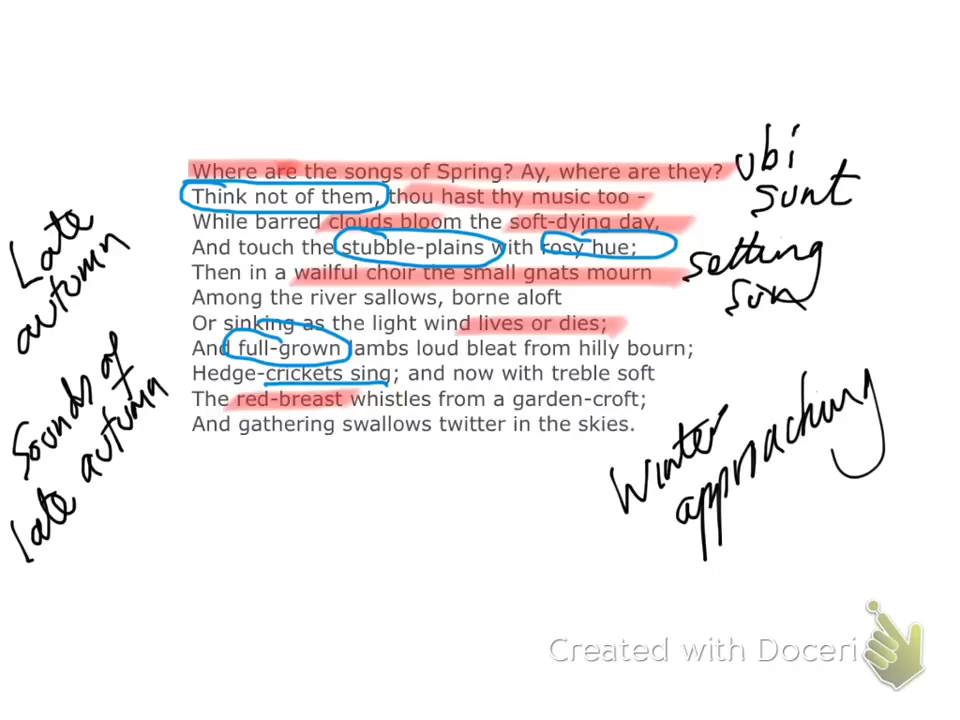 Where are the songs of Spring? Ay, where are they?
Think not of them, thou hast thy music too -
While barred clouds bloom the soft-dying day,
And touch the stubble-plains with rosy hue;
Then in a wailful choir the small gnats mourn
Among the river sallows, borne aloft
Or sinking as the light wind lives or dies;
And full-grown lambs loud bleat from hilly bourn;
Hedge-crickets sing; and now with treble soft
The red-breast whistles from a garden-croft;
And gathering swallows twitter in the skies.
ubi
sunt
setting
sun
Late
autumn
Sounds of
late autumn
Winter
approaching
Created with Doceri